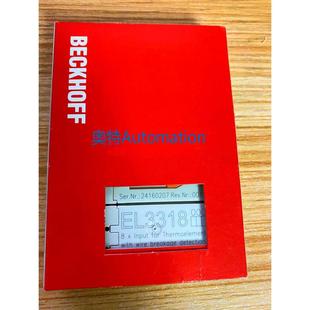 BECKHOFF
奥特Automation
Ser.Nr.: 24160207 Rev.Nr.: 00
EL3318
8 x Input for Thermoelemen
with wire breakage detection